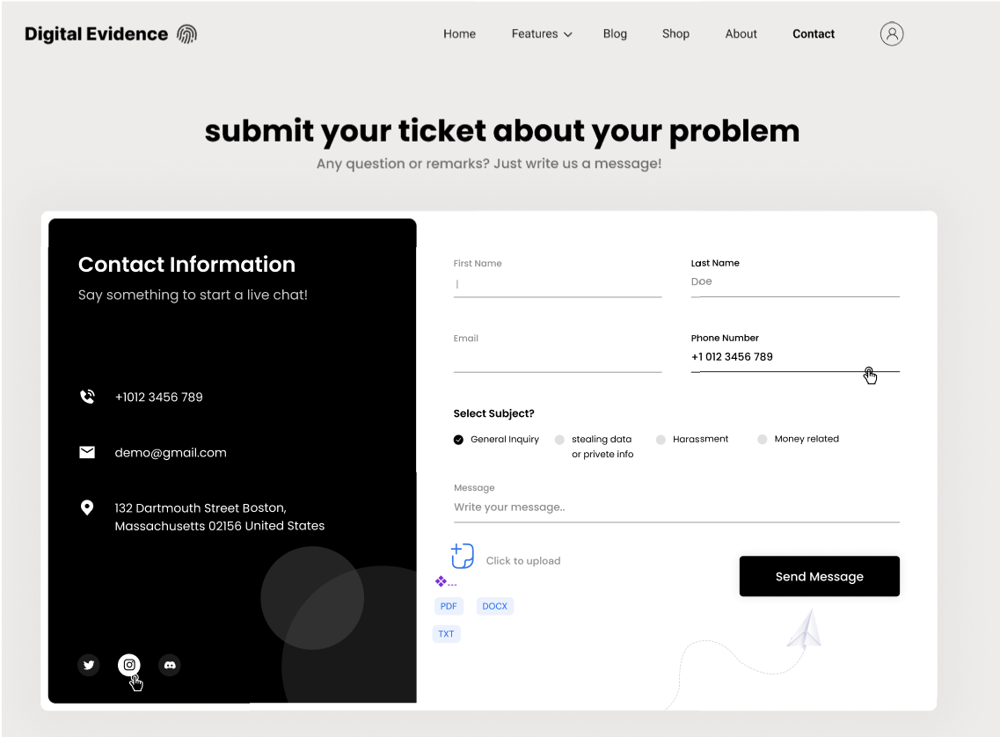 Digital Evidence
Home Features Blog Shop About Contact
submit your ticket about your problem
Any question or remarks? Just write us a message!
Contact Information
Say something to start a live chat!
+1012 3456 789
demo@gmail.com
132 Dartmouth Street Boston,
Massachusetts 02156 United States
First Name
Last Name
Doe
Email
Phone Number
+1 012 3456 789
Select Subject?
General Inquiry
stealing data
or privete info
Harassment
Money related
Message
Write your message..
Click to upload
...
PDF DOCX
TXT
Send Message